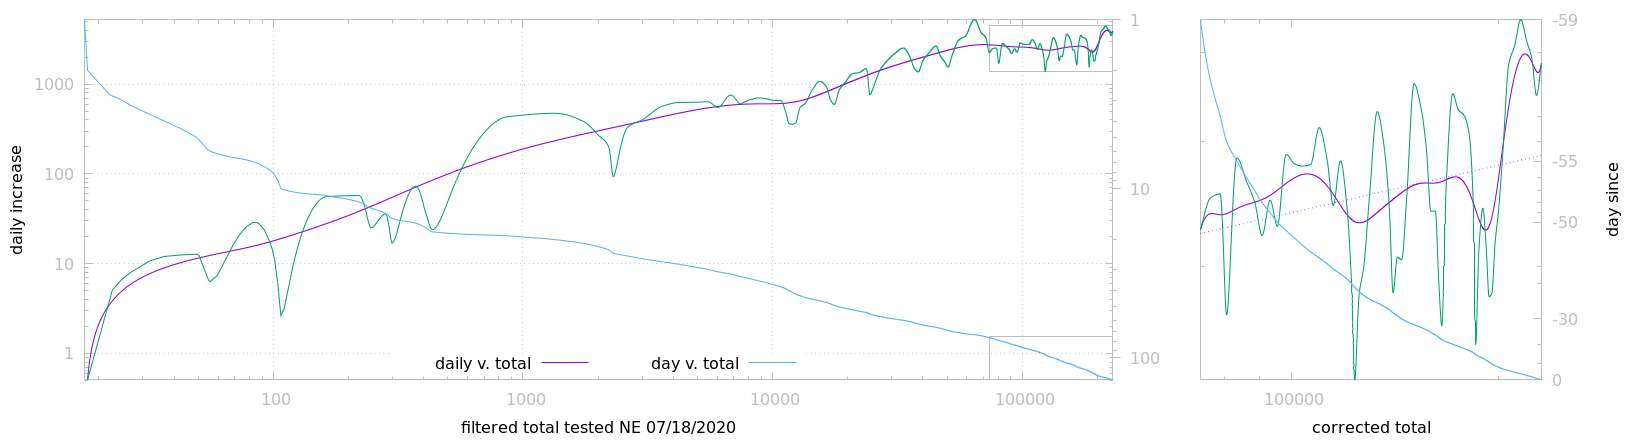 daily increase
1000
100
10
1
100
1000
10000
100000
filtered total tested NE 07/18/2020
daily v. total
day v. total
1
10
100
100000
corrected total
-59
-55
-50
-30
0
day since